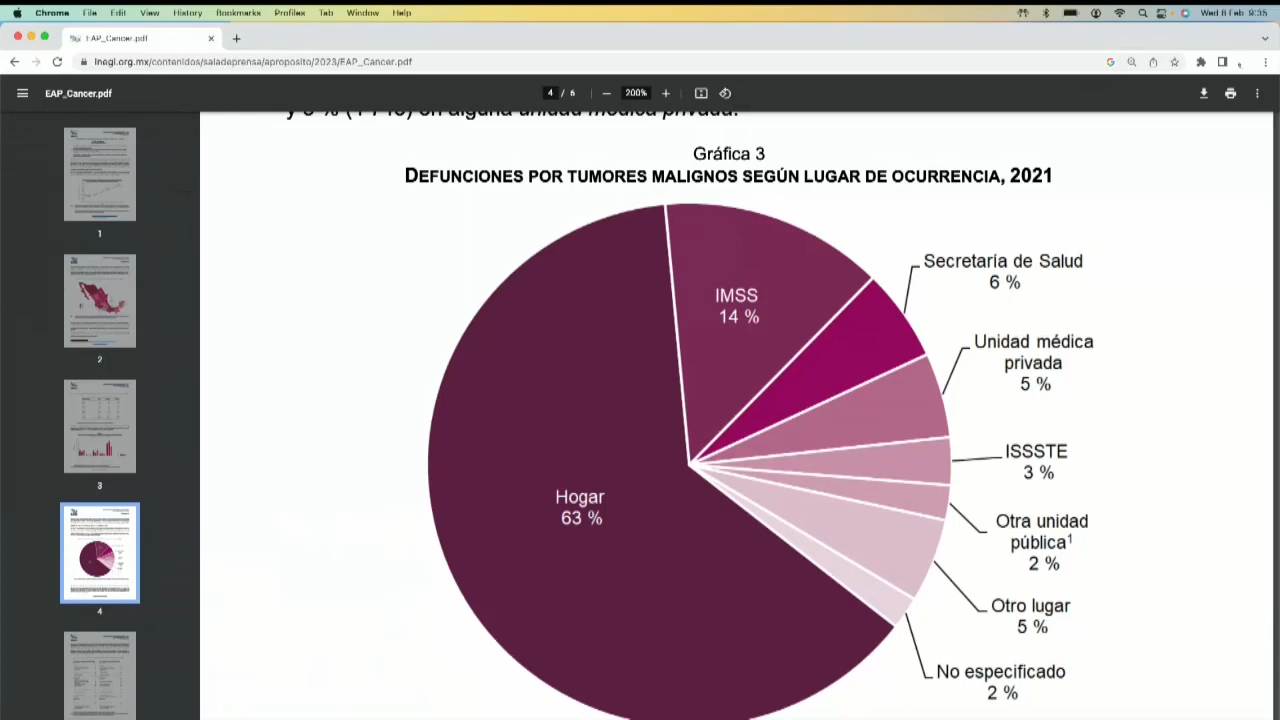 Chrome File Edit View History Bookmarks Profiles Tab Window Help Wed 8 Feb 9:35
EAP_Cancer.pdf
inegi.org.mx/contenidos/saladeprensa/aproposito/2023/EAP_Cancer.pdf
EAP_Cancer.pdf 4 / 6 200%
unidad médica privada.
Gráfica 3
DEFUNCIONES POR TUMORES MALIGNOS SEGÚN LUGAR DE OCURRENCIA, 2021
Secretaría de Salud
6 %
IMSS
14 %
Unidad médica
privada
5 %
ISSSTE
3 %
Hogar
63 %
Otra unidad
pública1
2 %
Otro lugar
5 %
No especificado
2 %
1
2
3
4